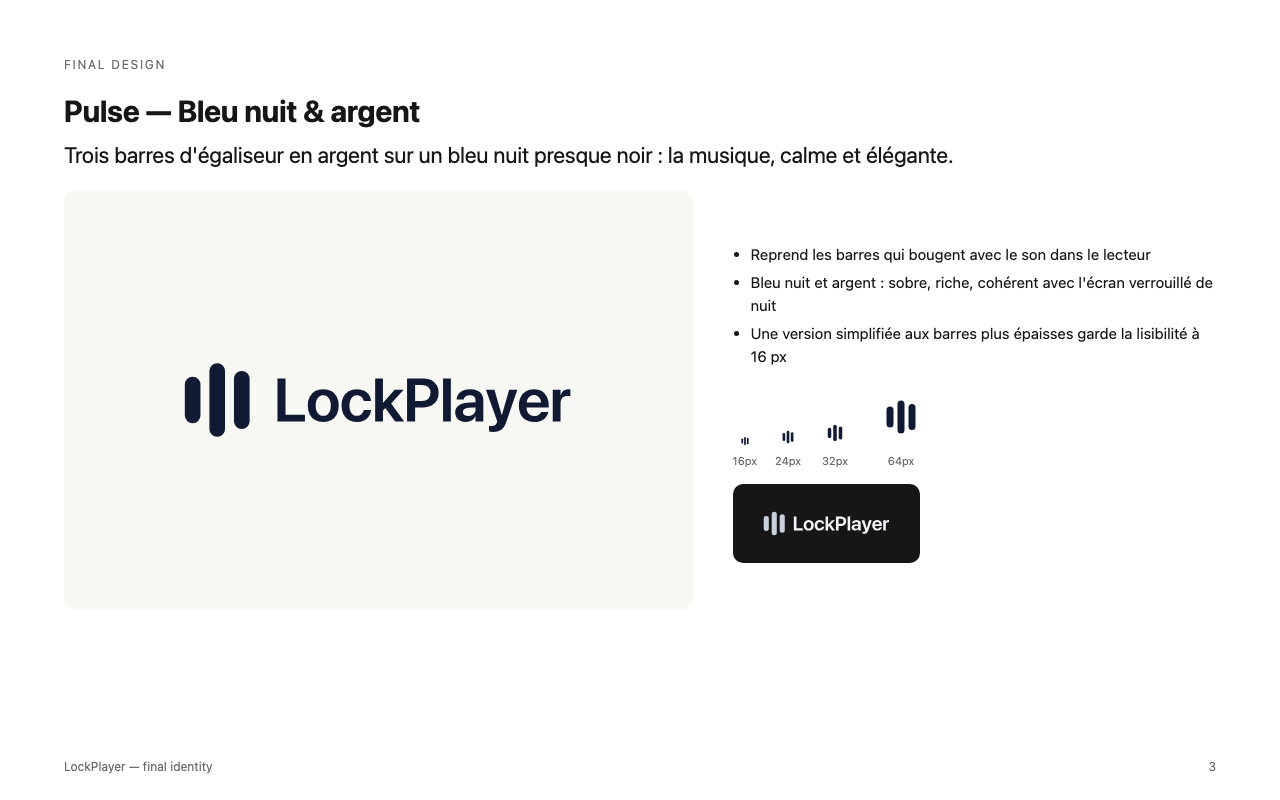 FINAL DESIGN
Pulse — Bleu nuit & argent
Trois barres d'égaliseur en argent sur un bleu nuit presque noir : la musique, calme et élégante.
LockPlayer
• Reprend les barres qui bougent avec le son dans le lecteur
• Bleu nuit et argent : sobre, riche, cohérent avec l'écran verrouillé de
nuit
• Une version simplifiée aux barres plus épaisses garde la lisibilité à
16 px
16px 24px 32px 64px
LockPlayer
LockPlayer — final identity
3